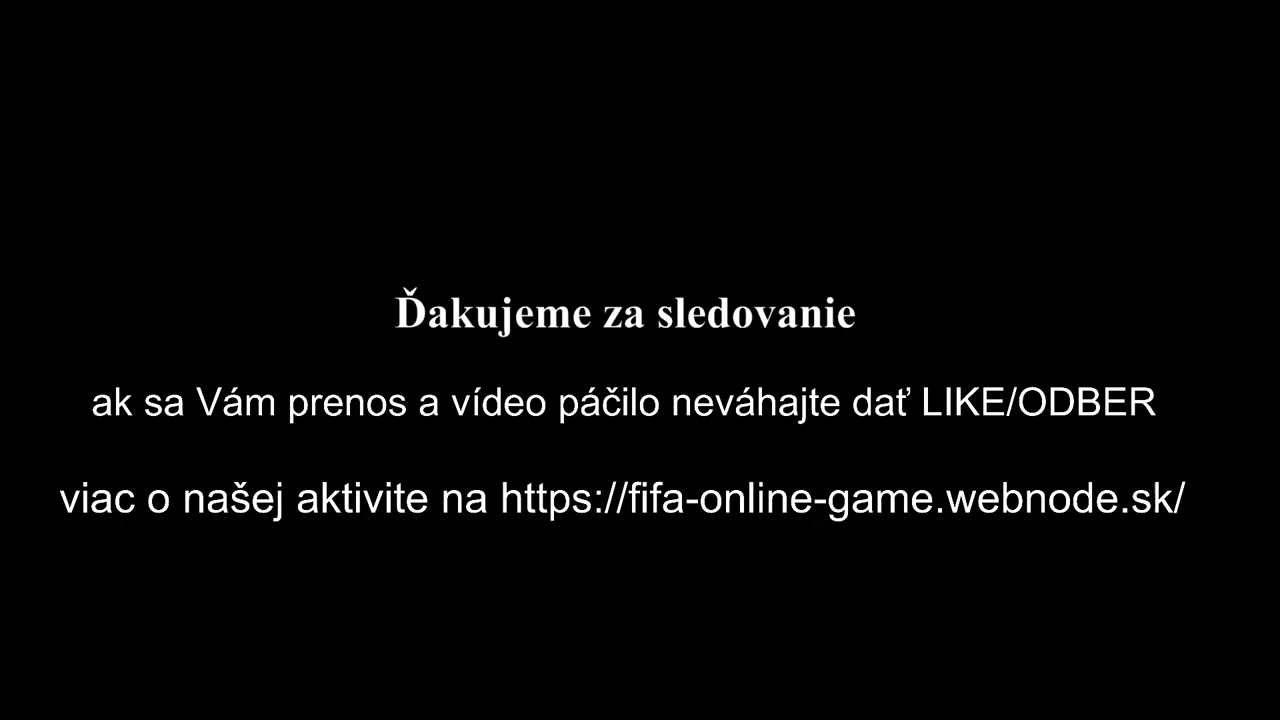 Ďakujeme za sledovanie
ak sa Vám prenos a vídeo páčilo neváhajte dať LIKE/ODBER
viac o našej aktivite na https://fifa-online-game.webnode.sk/